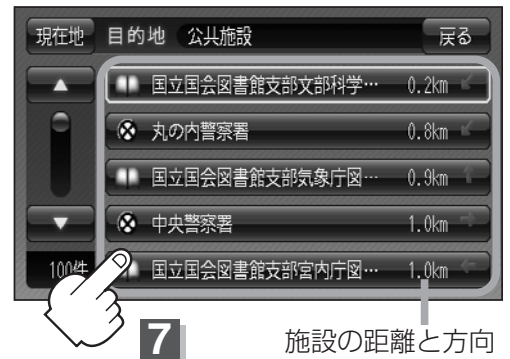 現在地 目的地 公共施設 戻る
国立国会図書館支部文部科学… 0.2km
丸の内警察署 0.8km
国立国会図書館支部気象庁図… 0.9km
中央警察署 1.0km
100件 国立国会図書館支部宮内庁図… 1.0km
7 施設の距離と方向